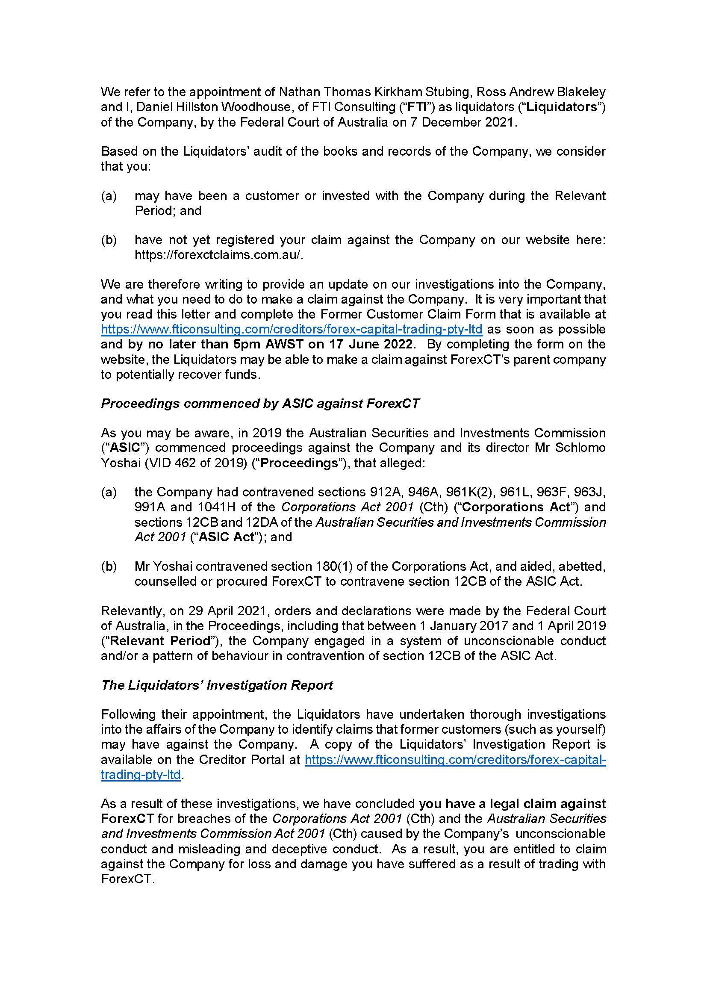 We refer to the appointment of Nathan Thomas Kirkham Stubing, Ross Andrew Blakeley
and I, Daniel Hillston Woodhouse, of FTI Consulting (“FTI”) as liquidators (“Liquidators”)
of the Company, by the Federal Court of Australia on 7 December 2021.
Based on the Liquidators’ audit of the books and records of the Company, we consider
that you:
(a) may have been a customer or invested with the Company during the Relevant
Period; and
(b) have not yet registered your claim against the Company on our website here:
https://forexctclaims.com.au/.
We are therefore writing to provide an update on our investigations into the Company,
and what you need to do to make a claim against the Company. It is very important that
you read this letter and complete the Former Customer Claim Form that is available at
https://www.fticonsulting.com/creditors/forex-capital-trading-pty-ltd as soon as possible
and by no later than 5pm AWST on 17 June 2022. By completing the form on the
website, the Liquidators may be able to make a claim against ForexCT’s parent company
to potentially recover funds.
Proceedings commenced by ASIC against ForexCT
As you may be aware, in 2019 the Australian Securities and Investments Commission
(“ASIC”) commenced proceedings against the Company and its director Mr Schlomo
Yoshai (VID 462 of 2019) (“Proceedings”), that alleged:
(a) the Company had contravened sections 912A, 946A, 961K(2), 961L, 963F, 963J,
991A and 1041H of the Corporations Act 2001 (Cth) (“Corporations Act”) and
sections 12CB and 12DA of the Australian Securities and Investments Commission
Act 2001 (“ASIC Act”); and
(b) Mr Yoshai contravened section 180(1) of the Corporations Act, and aided, abetted,
counselled or procured ForexCT to contravene section 12CB of the ASIC Act.
Relevantly, on 29 April 2021, orders and declarations were made by the Federal Court
of Australia, in the Proceedings, including that between 1 January 2017 and 1 April 2019
(“Relevant Period”), the Company engaged in a system of unconscionable conduct
and/or a pattern of behaviour in contravention of section 12CB of the ASIC Act.
The Liquidators’ Investigation Report
Following their appointment, the Liquidators have undertaken thorough investigations
into the affairs of the Company to identify claims that former customers (such as yourself)
may have against the Company. A copy of the Liquidators’ Investigation Report is
available on the Creditor Portal at https://www.fticonsulting.com/creditors/forex-capital-
trading-pty-ltd.
As a result of these investigations, we have concluded you have a legal claim against
ForexCT for breaches of the Corporations Act 2001 (Cth) and the Australian Securities
and Investments Commission Act 2001 (Cth) caused by the Company’s unconscionable
conduct and misleading and deceptive conduct. As a result, you are entitled to claim
against the Company for loss and damage you have suffered as a result of trading with
ForexCT.